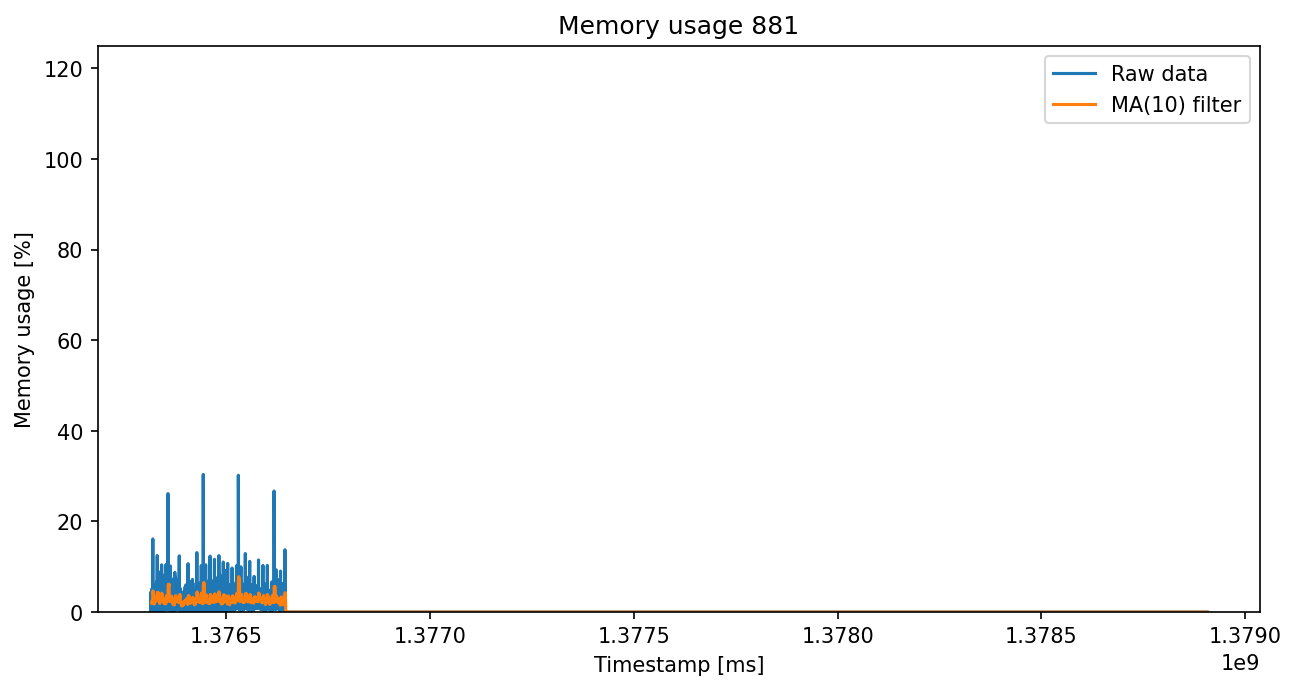 Memory usage 881
Raw data
MA(10) filter
Memory usage [%]
120
100
80
60
40
20
0
1.3765
1.3770
1.3775
1.3780
1.3785
1.3790
1e9
Timestamp [ms]